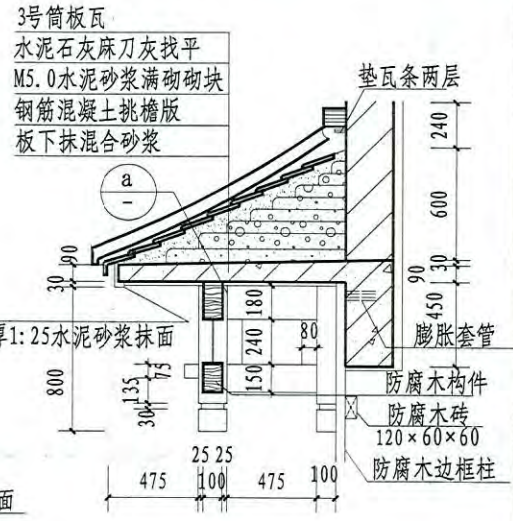 3号筒板瓦
水泥石灰麻刀灰找平
M5.0水泥砂浆满砌砌块
钢筋混凝土挑檐版
板下抹混合砂浆
垫瓦条两层
a
-
240
600
30
90
450
90
30
180
240
150
80
厚1:25水泥砂浆抹面
膨胀套管
800
135
75
30
防腐木构件
防腐木砖
120×60×60
防腐木边框柱
25 25
475 100 475 100
面